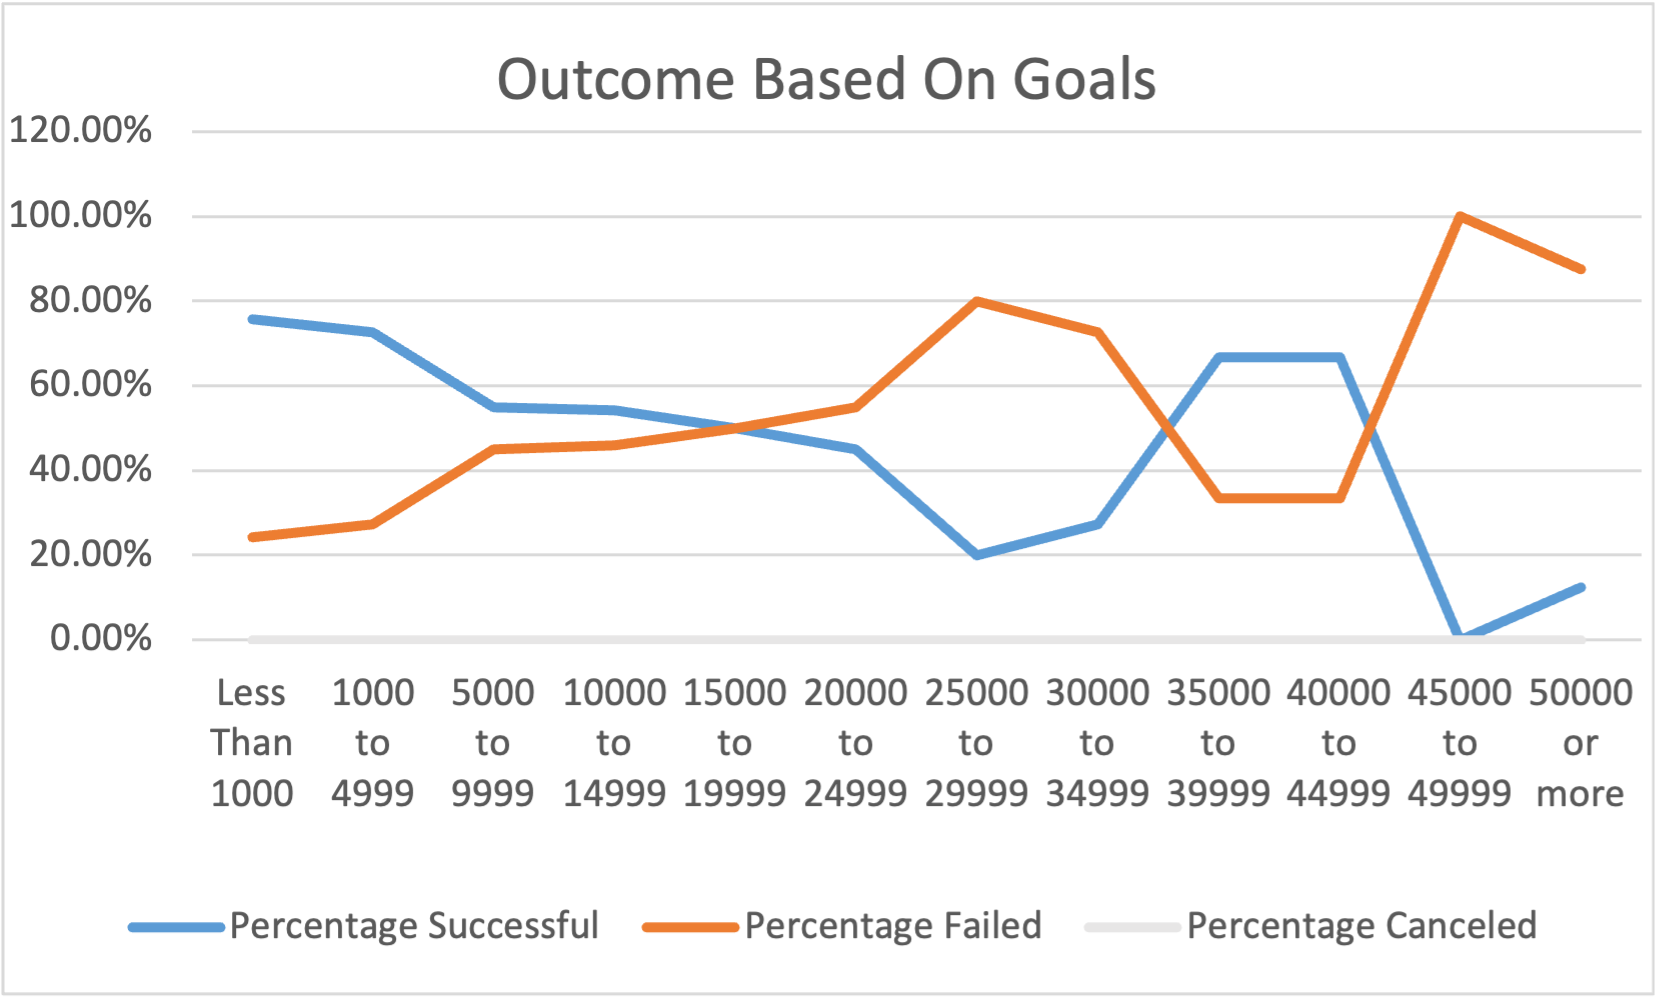 Outcome Based On Goals
120.00%
100.00%
80.00%
60.00%
40.00%
20.00%
0.00%
Less Than 1000
1000 to 4999
5000 to 9999
10000 to 14999
15000 to 19999
20000 to 24999
25000 to 29999
30000 to 34999
35000 to 39999
40000 to 44999
45000 to 49999
50000 or more
Percentage Successful
Percentage Failed
Percentage Canceled